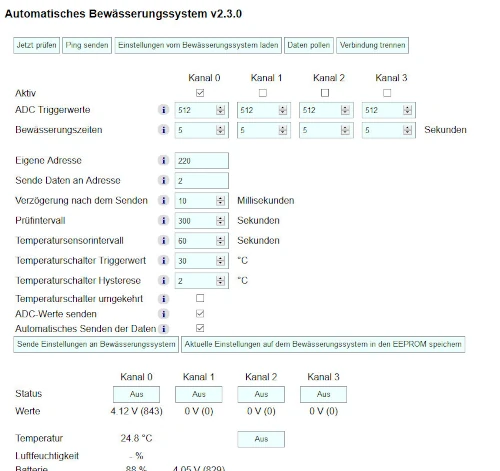 Automatisches Bewässerungssystem v2.3.0
Jetzt prüfen Ping senden Einstellungen vom Bewässerungssystem laden Daten pollen Verbindung trennen
Kanal 0 Kanal 1 Kanal 2 Kanal 3
Aktiv
ADC Triggerwerte i 512 512 512 512
Bewässerungszeiten i 5 5 5 5 Sekunden
Eigene Adresse i 220
Sende Daten an Adresse i 2
Verzögerung nach dem Senden i 10 Millisekunden
Prüfintervall i 300 Sekunden
Temperatursensorintervall i 60 Sekunden
Temperaturschalter Triggerwert i 30 °C
Temperaturschalter Hysterese i 2 °C
Temperaturschalter umgekehrt i
ADC-Werte senden i
Automatisches Senden der Daten i
Sende Einstellungen an Bewässerungssystem Aktuelle Einstellungen auf dem Bewässerungssystem in den EEPROM speichern
Kanal 0 Kanal 1 Kanal 2 Kanal 3
Status Aus Aus Aus Aus
Werte 4.12 V (843) 0 V (0) 0 V (0) 0 V (0)
Temperatur 24.8 °C Aus
Luftfeuchtigkeit - %
Batterie 88 % 4.05 V (829)